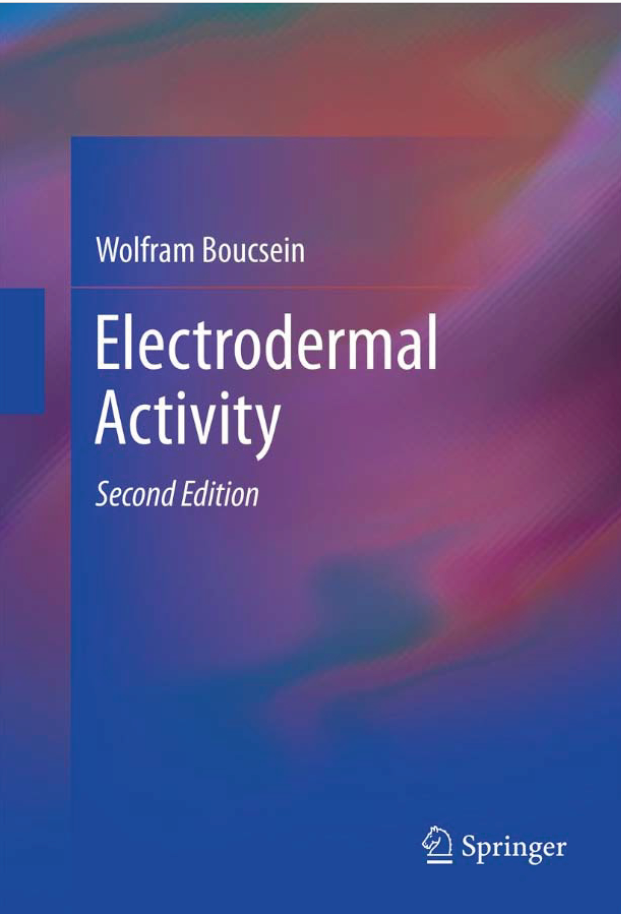 Wolfram Boucsein
Electrodermal
Activity
Second Edition
Springer